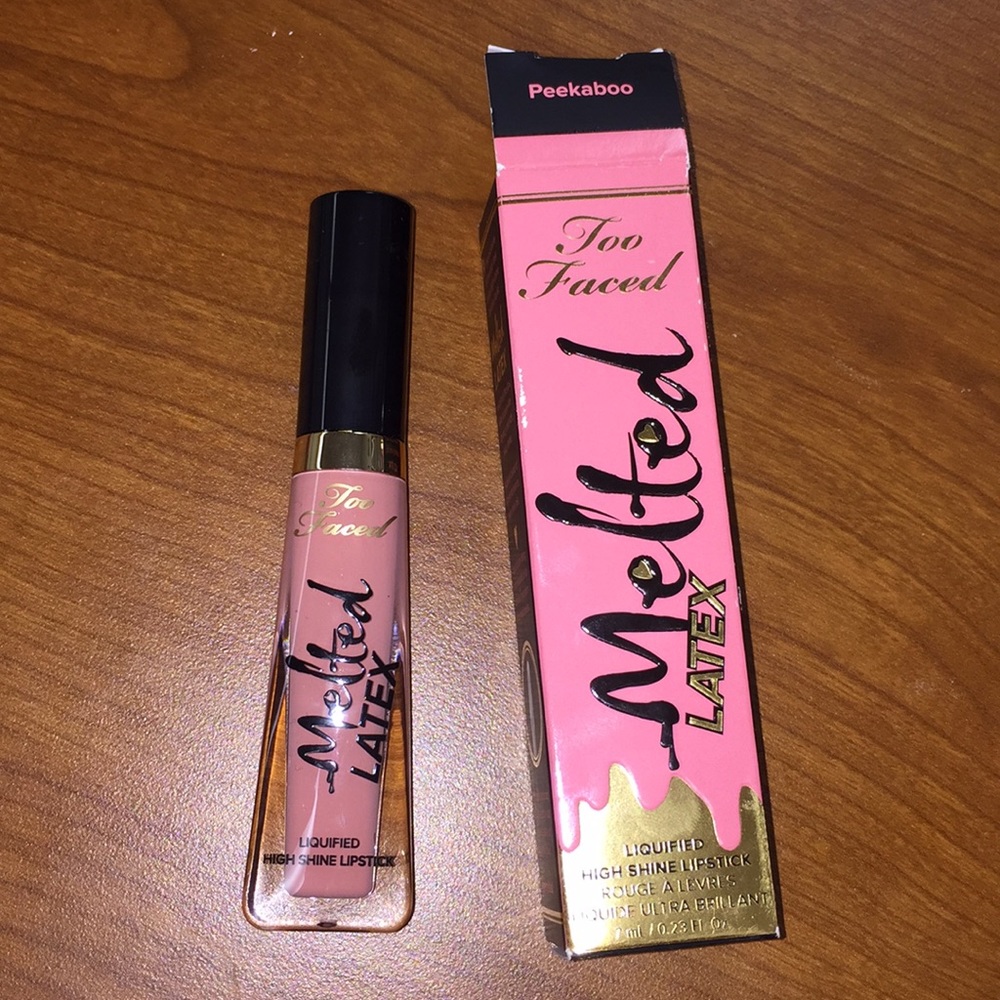 Too
Faced
Melted
LATEX
LIQUIFIED
HIGH SHINE LIPSTICK
Peekaboo
Too
Faced
Melted
LATEX
LIQUIFIED
HIGH SHINE LIPSTICK
ROUGE À LÈVRES
LIQUIDE ULTRA BRILLANT
7 mL / 0.23 Fl. Oz.